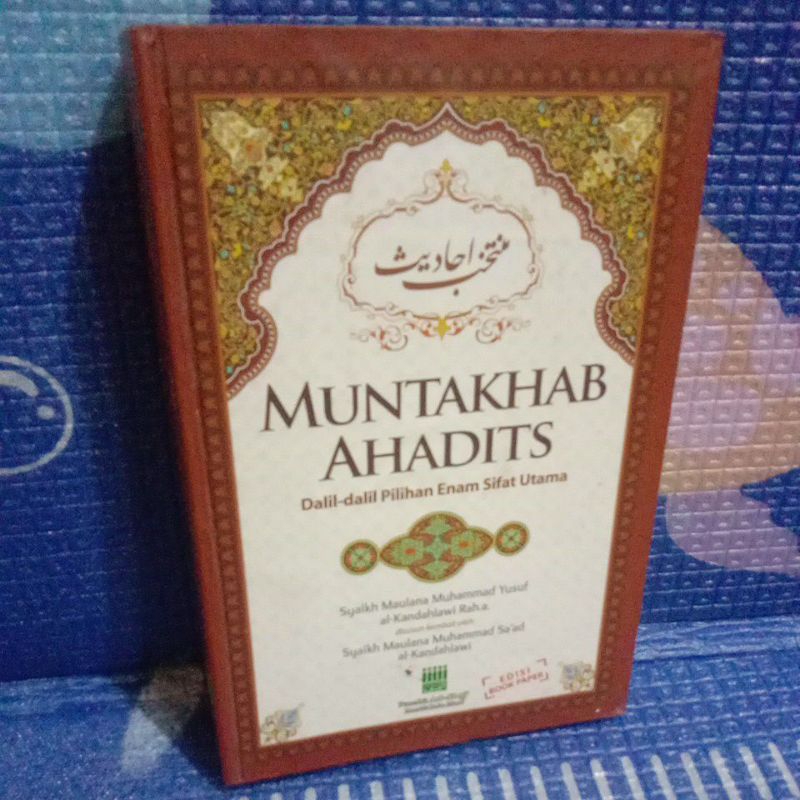 منتخب احادیث
MUNTAKHAB
AHADITS
Dalil-dalil Pilihan Enam Sifat Utama
Syaikh Maulana Muhammad Yusuf
al-Kandahlawi Rah.a.
disusun kembali oleh
Syaikh Maulana Muhammad Sa'ad
al-Kandahlawi
EDISI
BOOK PAPER